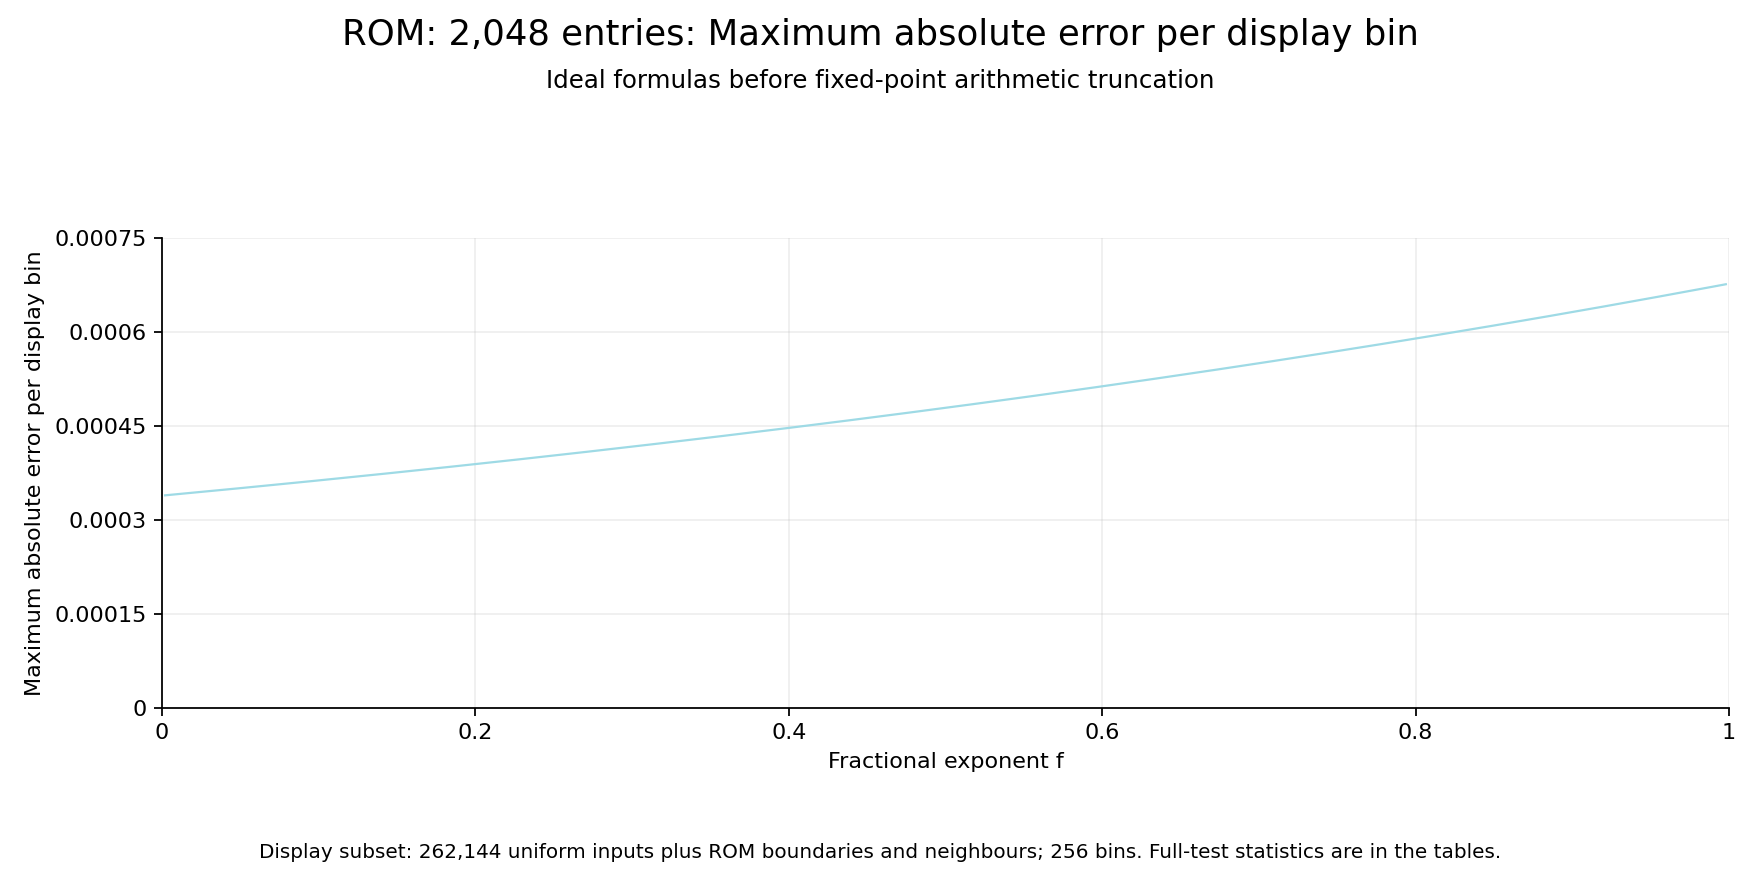 ROM: 2,048 entries: Maximum absolute error per display bin
Ideal formulas before fixed-point arithmetic truncation
Maximum absolute error per display bin
0.00075
0.0006
0.00045
0.0003
0.00015
0
0 0.2 0.4 0.6 0.8 1
Fractional exponent f
Display subset: 262,144 uniform inputs plus ROM boundaries and neighbours; 256 bins. Full-test statistics are in the tables.